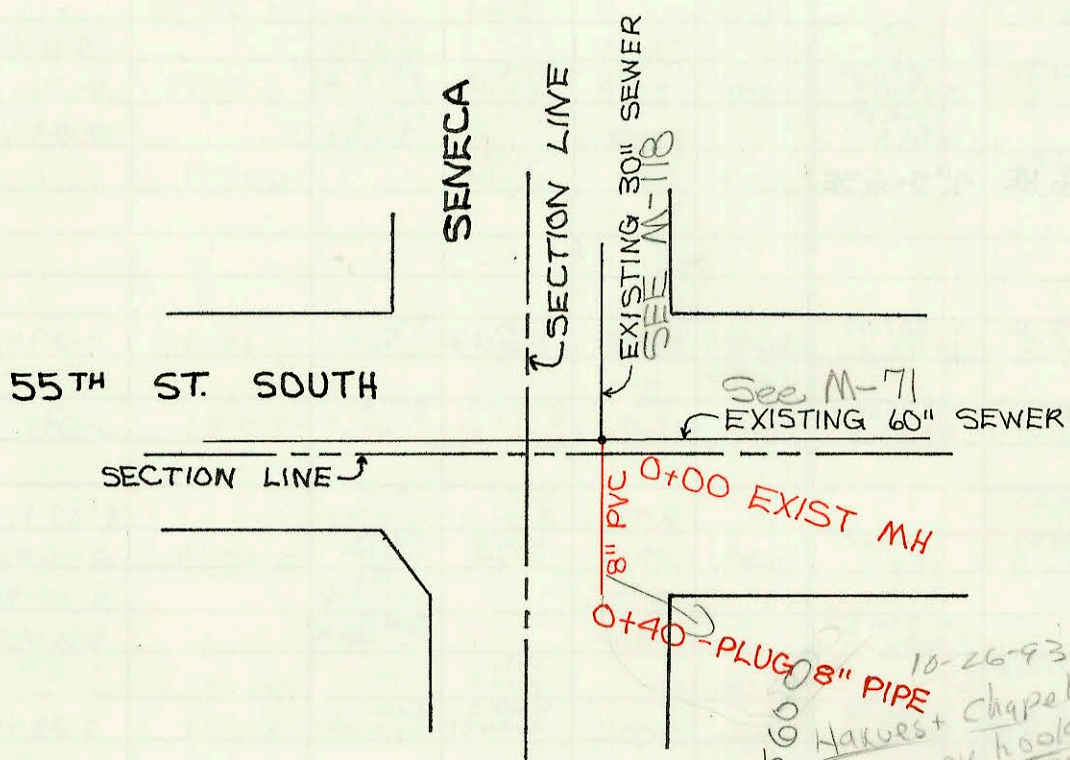 SENECA
SECTION LINE
EXISTING 30" SEWER
SEE M-118
55TH ST. SOUTH
See M-71
EXISTING 60" SEWER
SECTION LINE
8" PVC
0+00 EXIST MH
0+40 -PLUG 8" PIPE
10-26-93
Harvest Chapel